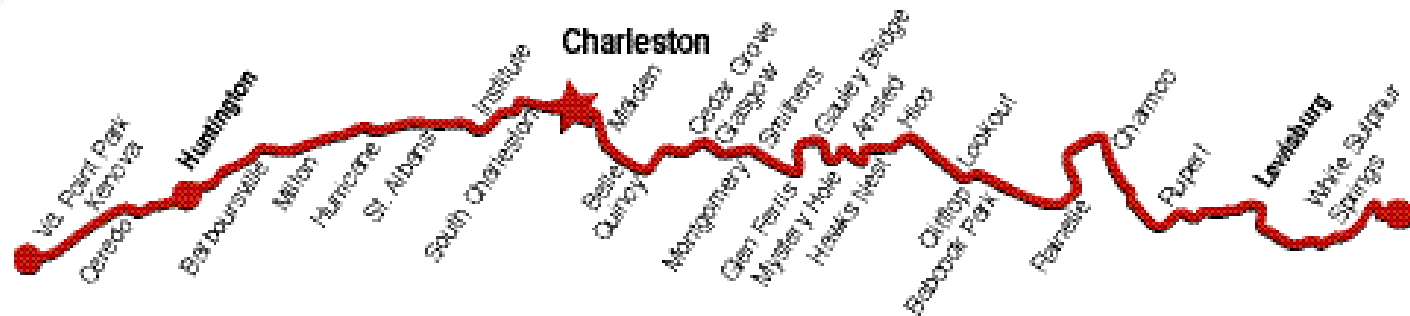 Va. Point Park
Kenova
Ceredo
Huntington
Barboursville
Milton
Hurricane
St. Albans
Institute
South Charleston
Charleston
Malden
Belle
Quincy
Cedar Grove
Glasgow
Montgomery
Smithers
Glen Ferris
Gauley Bridge
Mystery Hole
Hawks Nest
Ansted
Hico
Lookout
Clifftop
Babcock Park
Rainelle
Charmco
Rupert
Lewisburg
White Sulphur
Springs